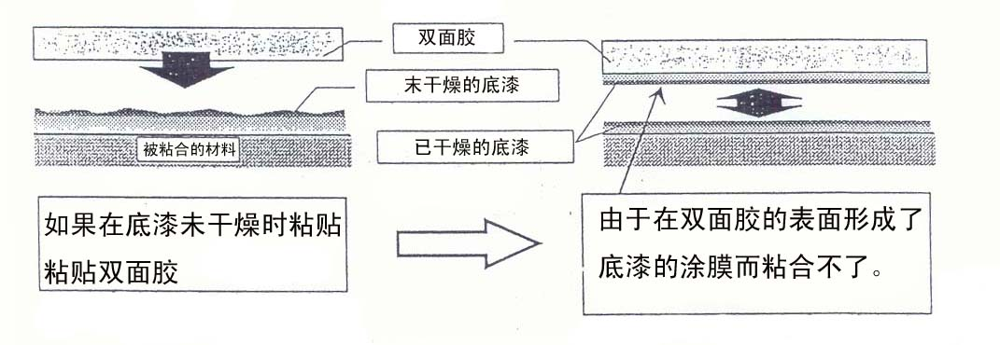 双面胶
末干燥的底漆
已干燥的底漆
被粘合的材料
如果在底漆未干燥时粘贴
粘贴双面胶
由于在双面胶的表面形成了
底漆的涂膜而粘合不了。